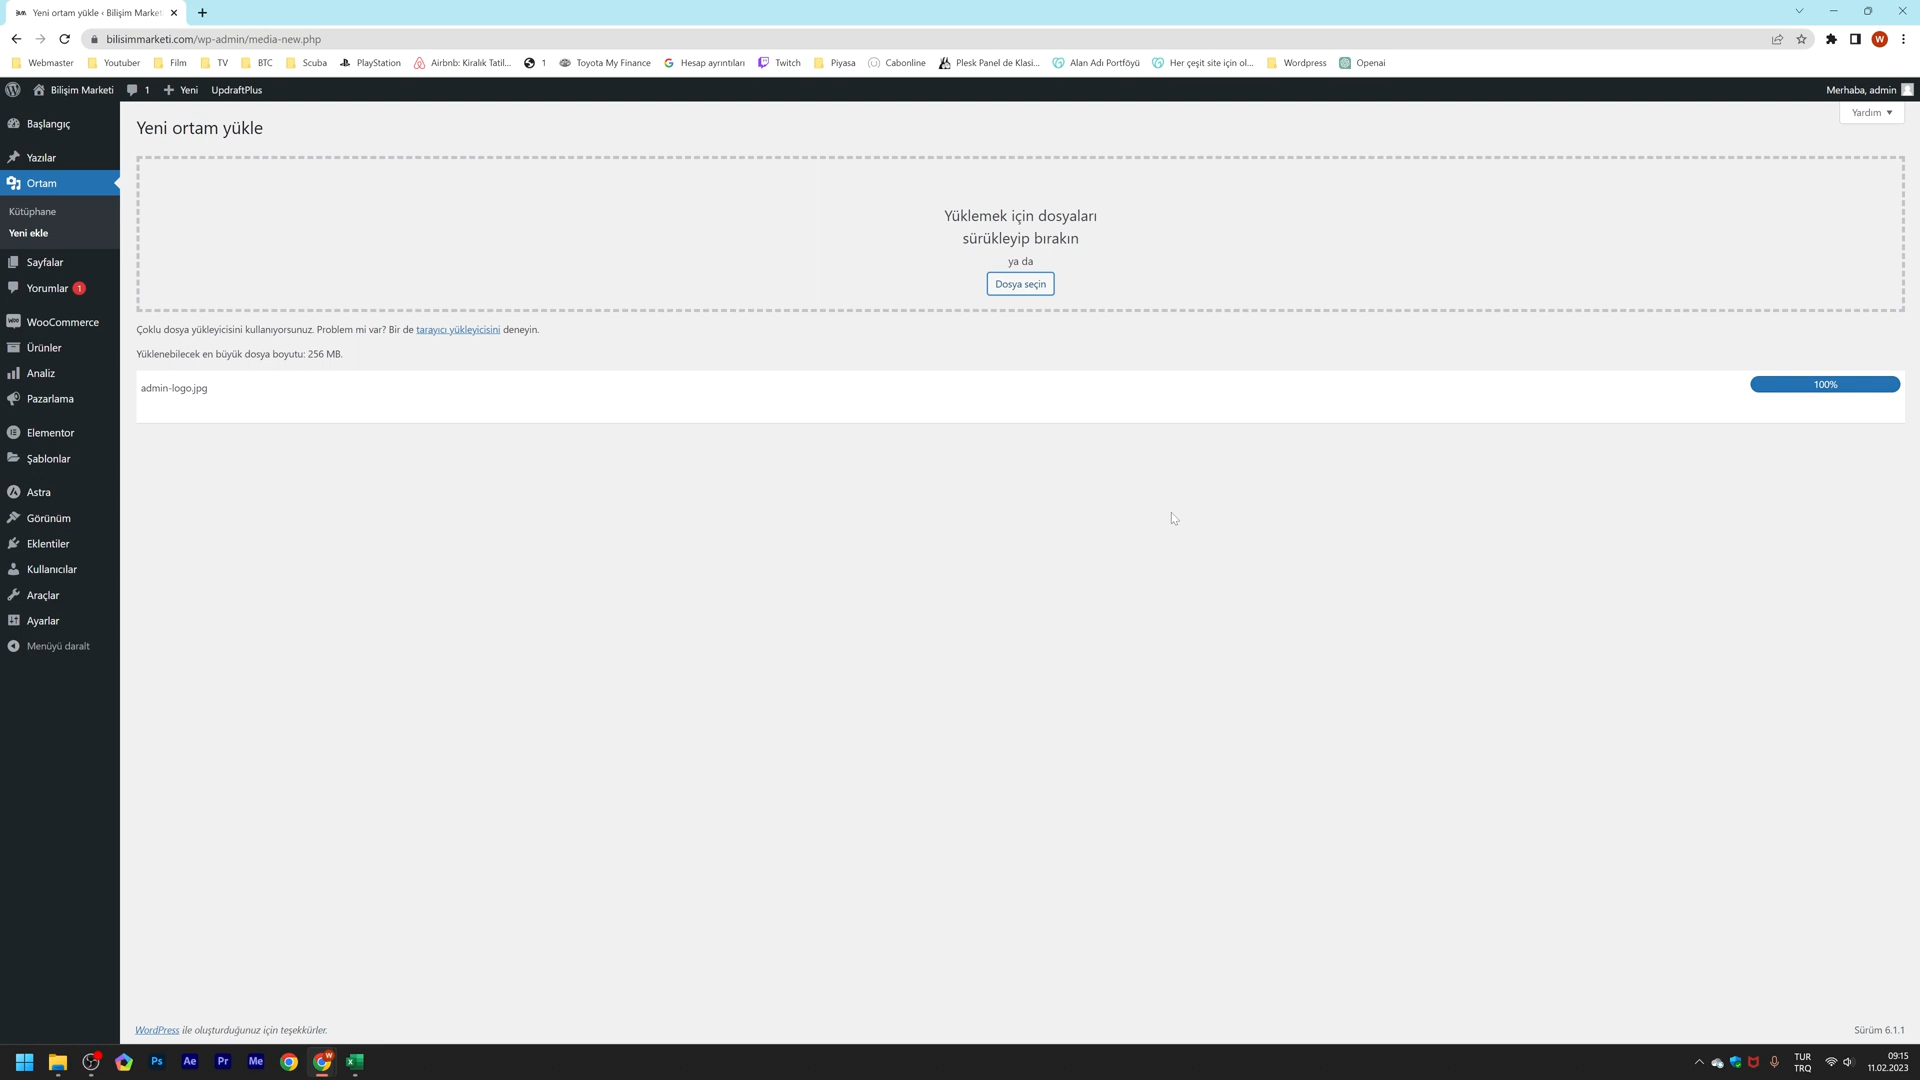 Yeni ortam yükle ‹ Bilişim Market
bilisimmarketi.com/wp-admin/media-new.php
Webmaster Youtuber Film TV BTC Scuba PlayStation Airbnb: Kiralık Tatil... 1 Toyota My Finance Hesap ayrıntıları Twitch Piyasa Cabonline Plesk Panel de Klasi... Alan Adı Portföyü Her çeşit site için ol... Wordpress Openai
Bilişim Marketi 1 Yeni UpdraftPlus Merhaba, admin
Yardım ▼
Başlangıç
Yazılar
Ortam
Kütüphane
Yeni ekle
Sayfalar
Yorumlar 1
WooCommerce
Ürünler
Analiz
Pazarlama
Elementor
Şablonlar
Astra
Görünüm
Eklentiler
Kullanıcılar
Araçlar
Ayarlar
Menüyü daralt
Yeni ortam yükle
Yüklemek için dosyaları
sürükleyip bırakın
ya da
Dosya seçin
Çoklu dosya yükleyicisini kullanıyorsunuz. Problem mi var? Bir de tarayıcı yükleyicisini deneyin.
Yüklenebilecek en büyük dosya boyutu: 256 MB.
admin-logo.jpg 100%
WordPress ile oluşturduğunuz için teşekkürler. Sürüm 6.1.1
Ps Ae Pr Me
TUR
TRQ
09:15
11.02.2023